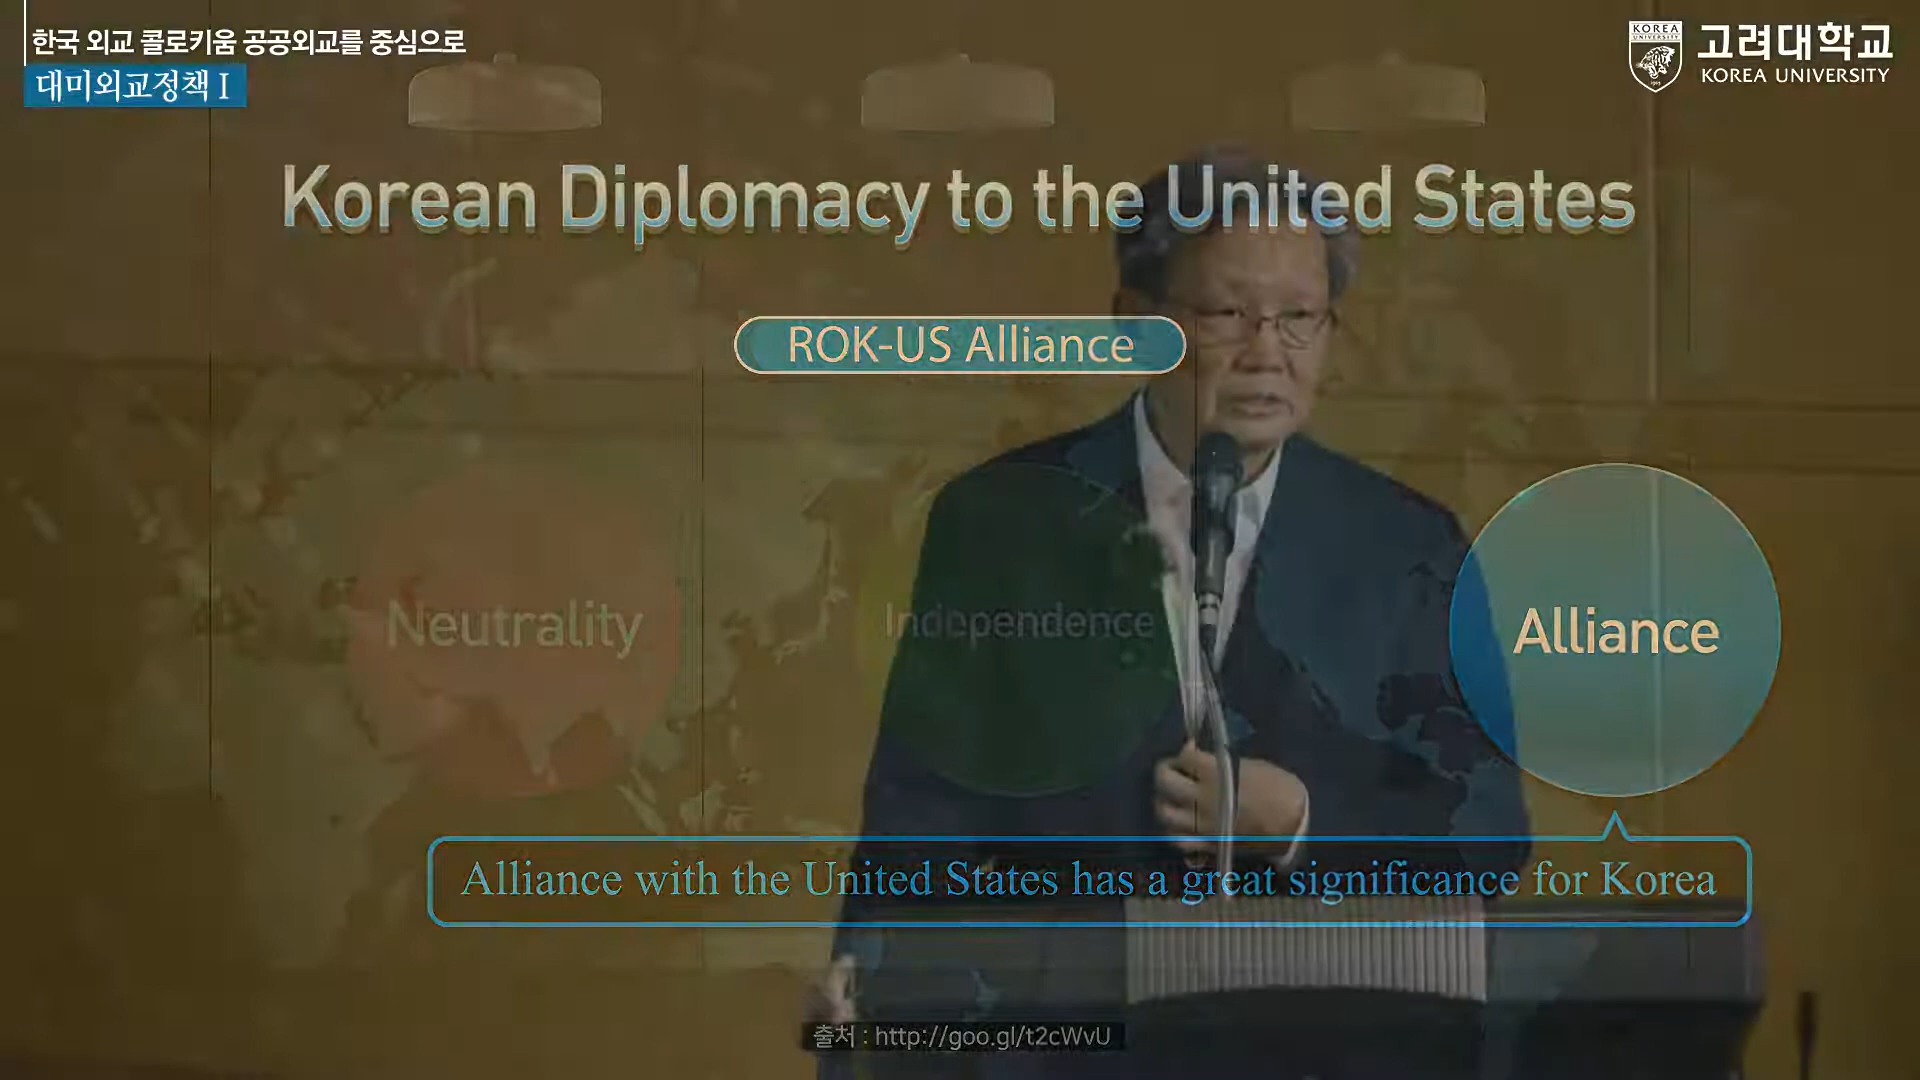 한국 외교 콜로키움 공공외교를 중심으로
대미외교정책 I
KOREA
UNIVERSITY
고려대학교
KOREA UNIVERSITY
Korean Diplomacy to the United States
ROK-US Alliance
Neutrality
Independence
Alliance
Alliance with the United States has a great significance for Korea
출처 : http://goo.gl/t2cWvU